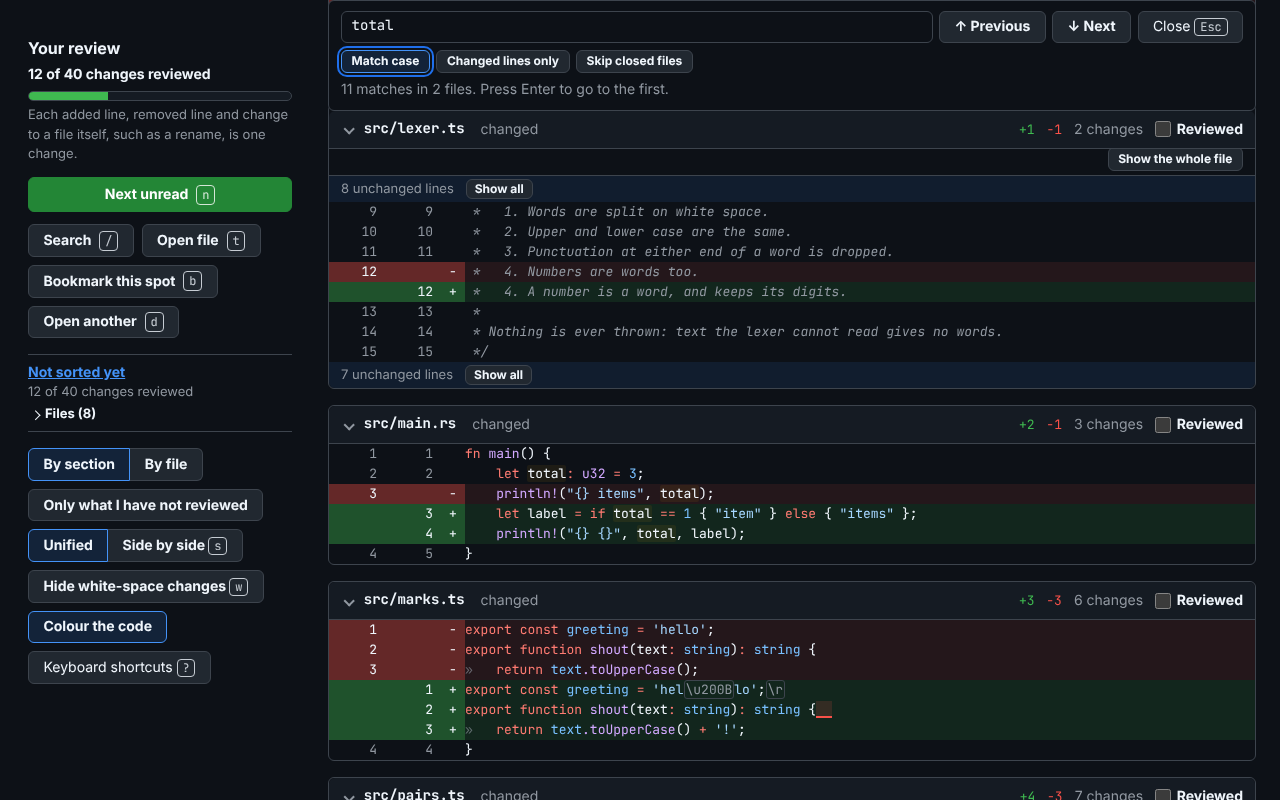 Your review
12 of 40 changes reviewed
Each added line, removed line and change
to a file itself, such as a rename, is one
change.
Next unread n
Search / Open file t
Bookmark this spot b
Open another d
Not sorted yet
12 of 40 changes reviewed
Files (8)
By section By file
Only what I have not reviewed
Unified Side by side s
Hide white-space changes w
Colour the code
Keyboard shortcuts ?
total ↑ Previous ↓ Next Close Esc
Match case Changed lines only Skip closed files
11 matches in 2 files. Press Enter to go to the first.
src/lexer.ts changed +1 -1 2 changes Reviewed
Show the whole file
8 unchanged lines Show all
9 9 *   1. Words are split on white space.
10 10 *   2. Upper and lower case are the same.
11 11 *   3. Punctuation at either end of a word is dropped.
12 - *   4. Numbers are words too.
12 + *   4. A number is a word, and keeps its digits.
13 13 *
14 14 * Nothing is ever thrown: text the lexer cannot read gives no words.
15 15 */
7 unchanged lines Show all
src/main.rs changed +2 -1 3 changes Reviewed
1 1 fn main() {
2 2     let total: u32 = 3;
3 -     println!("{} items", total);
3 +     let label = if total == 1 { "item" } else { "items" };
4 +     println!("{} {}", total, label);
4 5 }
src/marks.ts changed +3 -3 6 changes Reviewed
1 - export const greeting = 'hello';
2 - export function shout(text: string): string {
3 - »   return text.toUpperCase();
1 + export const greeting = 'hel\u200Blo';\r
2 + export function shout(text: string): string {
3 + »   return text.toUpperCase() + '!';
4 4 }
src/pairs.ts changed +4 -3 7 changes Reviewed